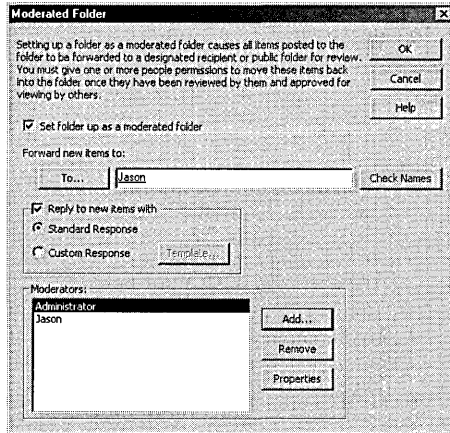 Moderated Folder
Setting up a folder as a moderated folder causes all items posted to the
folder to be forwarded to a designated recipient or public folder for review.
You must give one or more people permissions to move these items back
into the folder once they have been reviewed by them and approved for
viewing by others.
OK
Cancel
Help
Set folder up as a moderated folder
Forward new items to:
To...
Jason
Check Names
Reply to new items with
Standard Response
Custom Response
Template...
Moderators:
Administrator
Jason
Add...
Remove
Properties